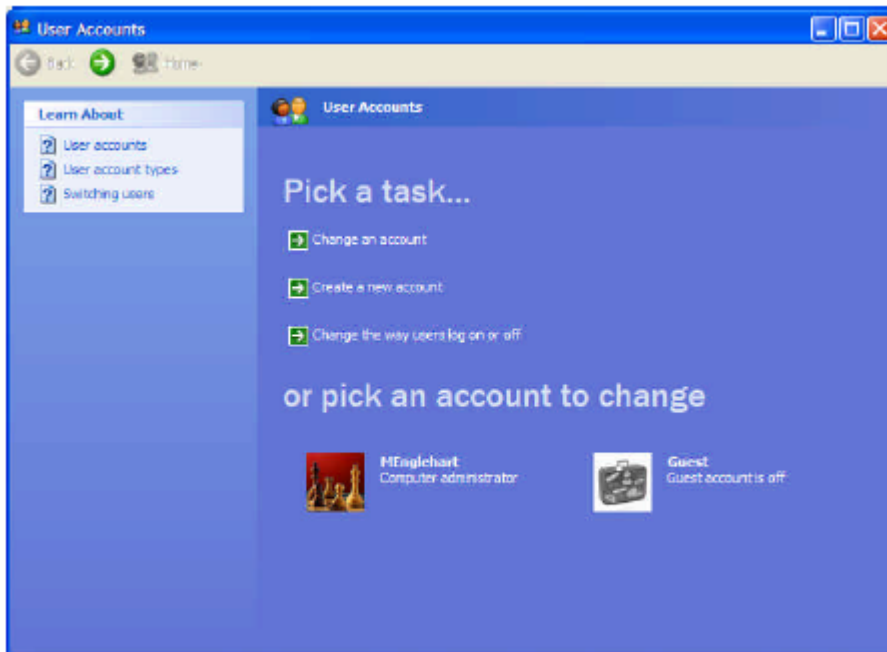 User Accounts
Back Home
Learn About
User accounts
User account types
Switching users
User Accounts
Pick a task...
Change an account
Create a new account
Change the way users log on or off
or pick an account to change
MEnglehart
Computer administrator
Guest
Guest account is off